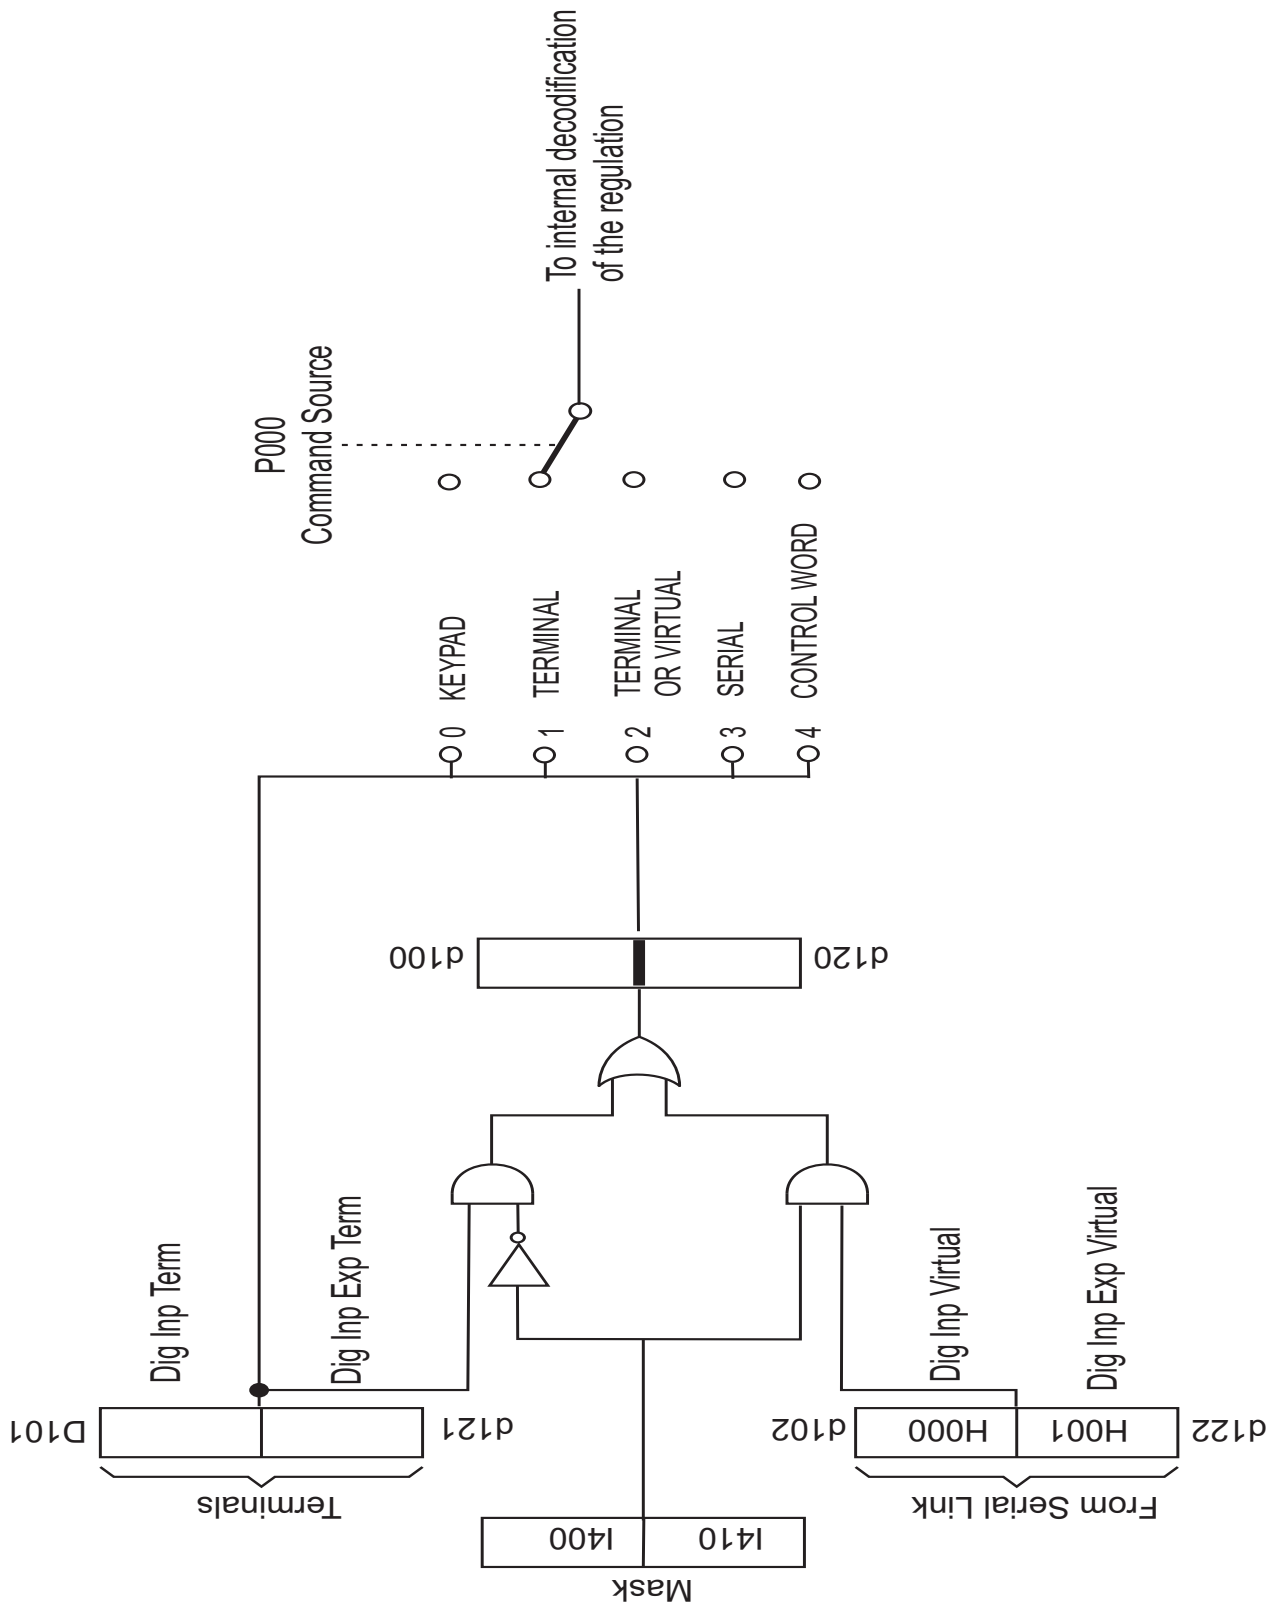 To internal decodification
of the regulation
P000
Command Source
0 KEYPAD
1 TERMINAL
2 TERMINAL
OR VIRTUAL
3 SERIAL
4 CONTROL WORD
d100
d120
Dig Inp Term
Dig Inp Exp Term
D101
d121
Terminals
Dig Inp Virtual
Dig Inp Exp Virtual
d102
H000
H001
d122
From Serial Link
I400
I410
Mask